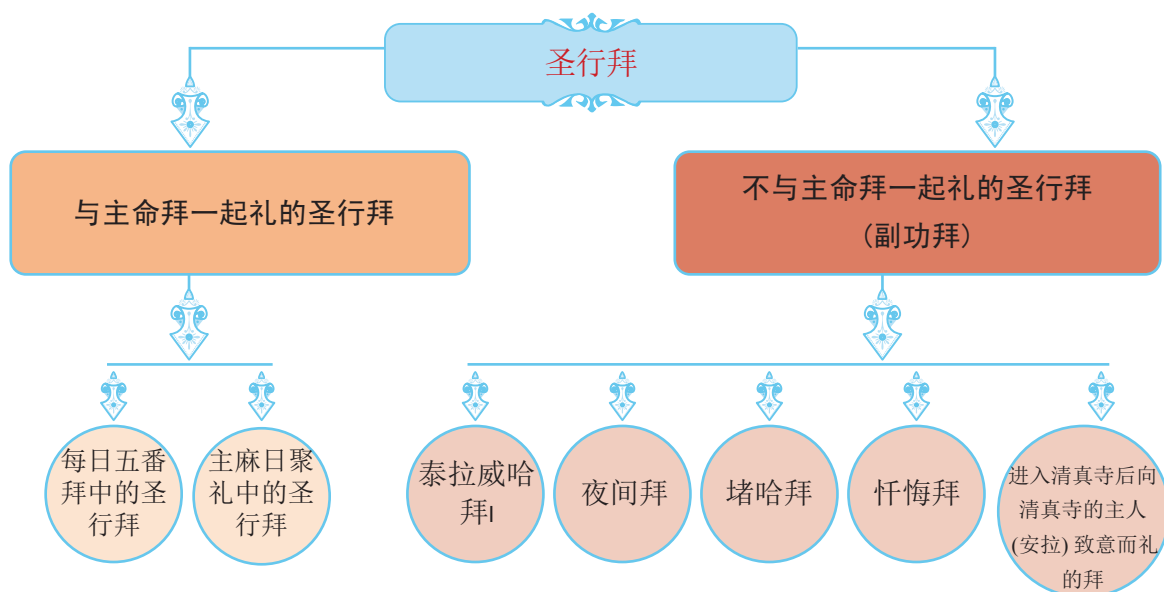 圣行拜
与主命拜一起礼的圣行拜
不与主命拜一起礼的圣行拜
(副功拜)
每日五番
拜中的圣
行拜
主麻日聚
礼中的圣
行拜
泰拉威哈
拜I
夜间拜
堵哈拜
忏悔拜
进入清真寺后向
清真寺的主人
(安拉) 致意而礼
的拜